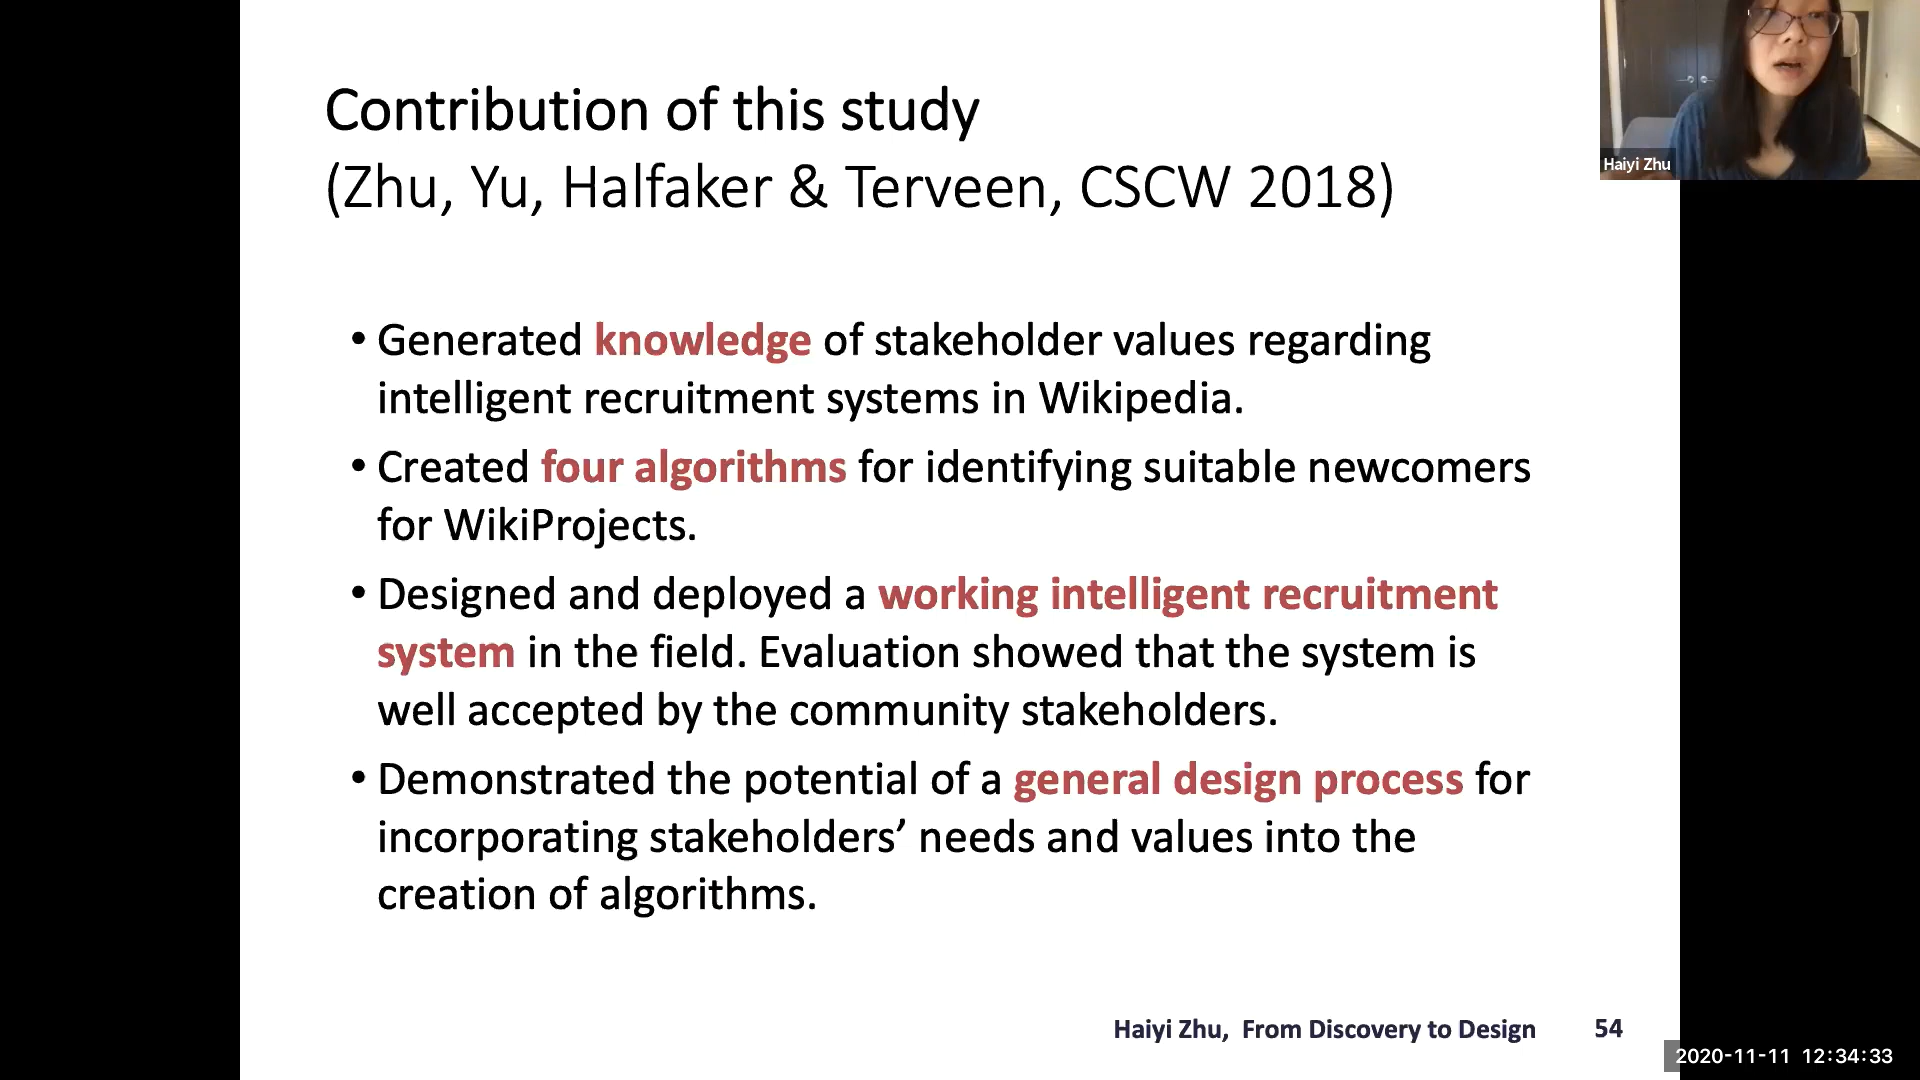 Contribution of this study
(Zhu, Yu, Halfaker & Terveen, CSCW 2018)
Haiyi Zhu
• Generated knowledge of stakeholder values regarding
intelligent recruitment systems in Wikipedia.
• Created four algorithms for identifying suitable newcomers
for WikiProjects.
• Designed and deployed a working intelligent recruitment
system in the field. Evaluation showed that the system is
well accepted by the community stakeholders.
• Demonstrated the potential of a general design process for
incorporating stakeholders’ needs and values into the
creation of algorithms.
Haiyi Zhu, From Discovery to Design 54
2020-11-11 12:34:33